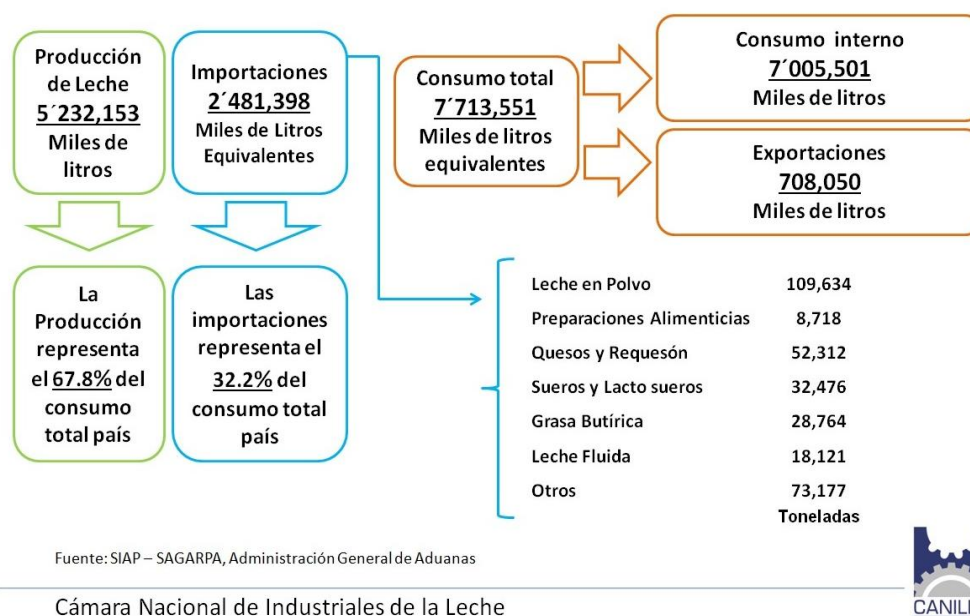 Producción
de Leche
5´232,153
Miles de
litros
Importaciones
2´481,398
Miles de Litros
Equivalentes
Consumo total
7´713,551
Miles de litros
equivalentes
Consumo interno
7´005,501
Miles de litros
Exportaciones
708,050
Miles de litros
La
Producción
representa
el 67.8% del
consumo
total país
Las
importaciones
representa el
32.2% del
consumo total
país
Leche en Polvo 109,634
Preparaciones Alimenticias 8,718
Quesos y Requesón 52,312
Sueros y Lacto sueros 32,476
Grasa Butírica 28,764
Leche Fluida 18,121
Otros 73,177
Toneladas
Fuente: SIAP – SAGARPA, Administración General de Aduanas
Cámara Nacional de Industriales de la Leche